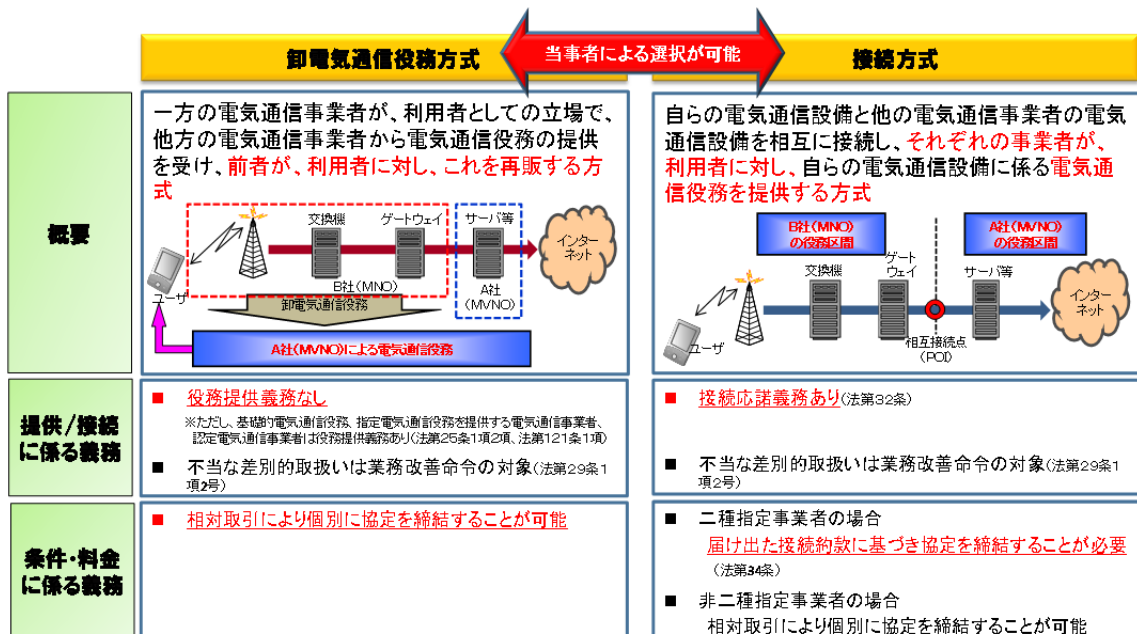 当事者による選択が可能
卸電気通信役務方式
接続方式
概要
一方の電気通信事業者が、利用者としての立場で、
他方の電気通信事業者から電気通信役務の提供
を受け、前者が、利用者に対し、これを再販する方
式
交換機
ゲートウェイ
サーバ等
インター
ネット
ユーザ
B社(MNO)
A社
(MVNO)
卸電気通信役務
A社(MVNO)による電気通信役務
自らの電気通信設備と他の電気通信事業者の電気
通信設備を相互に接続し、それぞれの事業者が、
利用者に対し、自らの電気通信設備に係る電気通
信役務を提供する方式
B社(MNO)
の役務区間
A社(MVNO)
の役務区間
交換機
ゲート
ウェイ
サーバ等
インター
ネット
ユーザ
相互接続点
(POI)
提供/接続
に係る義務
■ 役務提供義務なし
※ただし、基礎的電気通信役務、指定電気通信役務を提供する電気通信事業者、
認定電気通信事業者は役務提供義務あり(法第25条1項2項、法第121条1項)
■ 不当な差別的取扱いは業務改善命令の対象(法第29条1
項2号)
■ 接続応諾義務あり(法第32条)
■ 不当な差別的取扱いは業務改善命令の対象(法第29条1
項2号)
条件・料金
に係る義務
■ 相対取引により個別に協定を締結することが可能
■ 二種指定事業者の場合
届け出た接続約款に基づき協定を締結することが必要
(法第34条)
■ 非二種指定事業者の場合
相対取引により個別に協定を締結することが可能